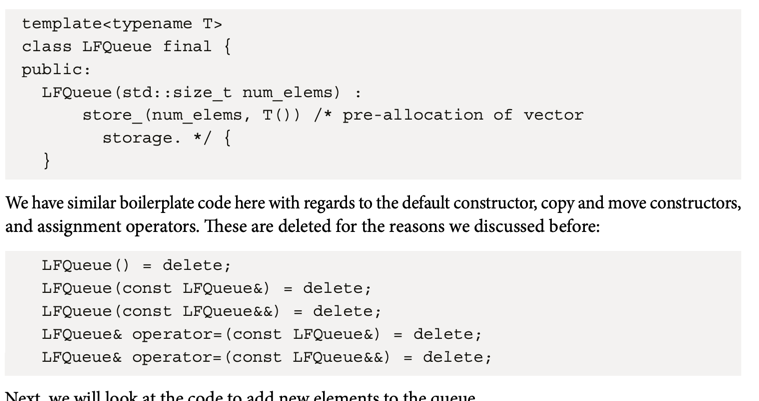 template<typename T>
class LFQueue final {
public:
LFQueue(std::size_t num_elems) :
store_(num_elems, T()) /* pre-allocation of vector
storage. */ {
}
We have similar boilerplate code here with regards to the default constructor, copy and move constructors,
and assignment operators. These are deleted for the reasons we discussed before:
LFQueue() = delete;
LFQueue(const LFQueue&) = delete;
LFQueue(const LFQueue&&) = delete;
LFQueue& operator=(const LFQueue&) = delete;
LFQueue& operator=(const LFQueue&&) = delete;
Next, we will look at the code to add new elements to the queue.